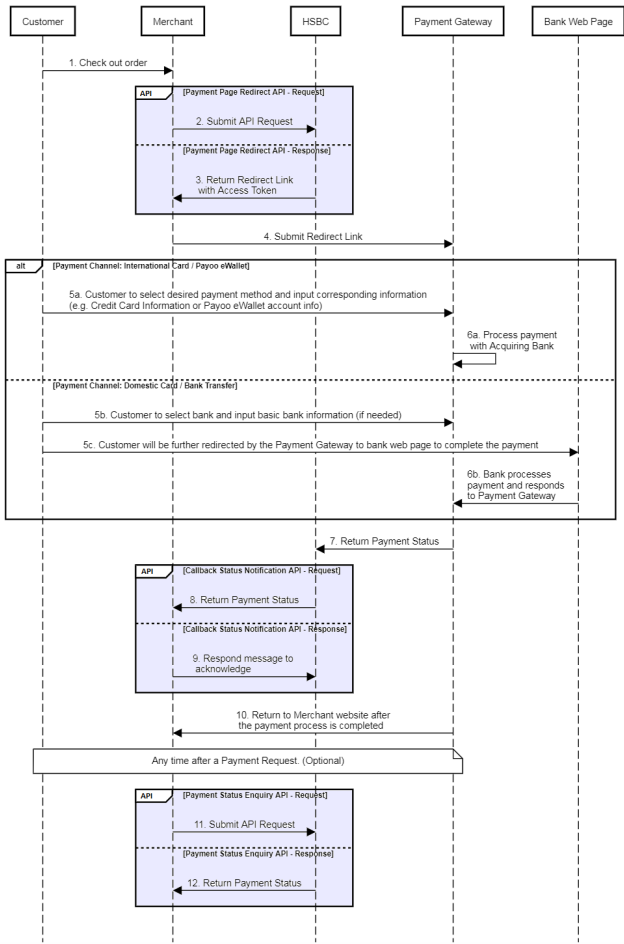 Customer
Merchant
HSBC
Payment Gateway
Bank Web Page
1. Check out order
API
[Payment Page Redirect API - Request]
2. Submit API Request
[Payment Page Redirect API - Response]
3. Return Redirect Link
with Access Token
4. Submit Redirect Link
alt
[Payment Channel: International Card / Payoo eWallet]
5a. Customer to select desired payment method and input corresponding information
(e.g. Credit Card Information or Payoo eWallet account info)
6a. Process payment
with Acquiring Bank
[Payment Channel: Domestic Card / Bank Transfer]
5b. Customer to select bank and input basic bank information (if needed)
5c. Customer will be further redirected by the Payment Gateway to bank web page to complete the payment
6b. Bank processes
payment and responds
to Payment Gateway
7. Return Payment Status
API
[Callback Status Notification API - Request]
8. Return Payment Status
[Callback Status Notification API - Response]
9. Respond message to
acknowledge
10. Return to Merchant website after
the payment process is completed
Any time after a Payment Request. (Optional)
API
[Payment Status Enquiry API - Request]
11. Submit API Request
[Payment Status Enquiry API - Response]
12. Return Payment Status